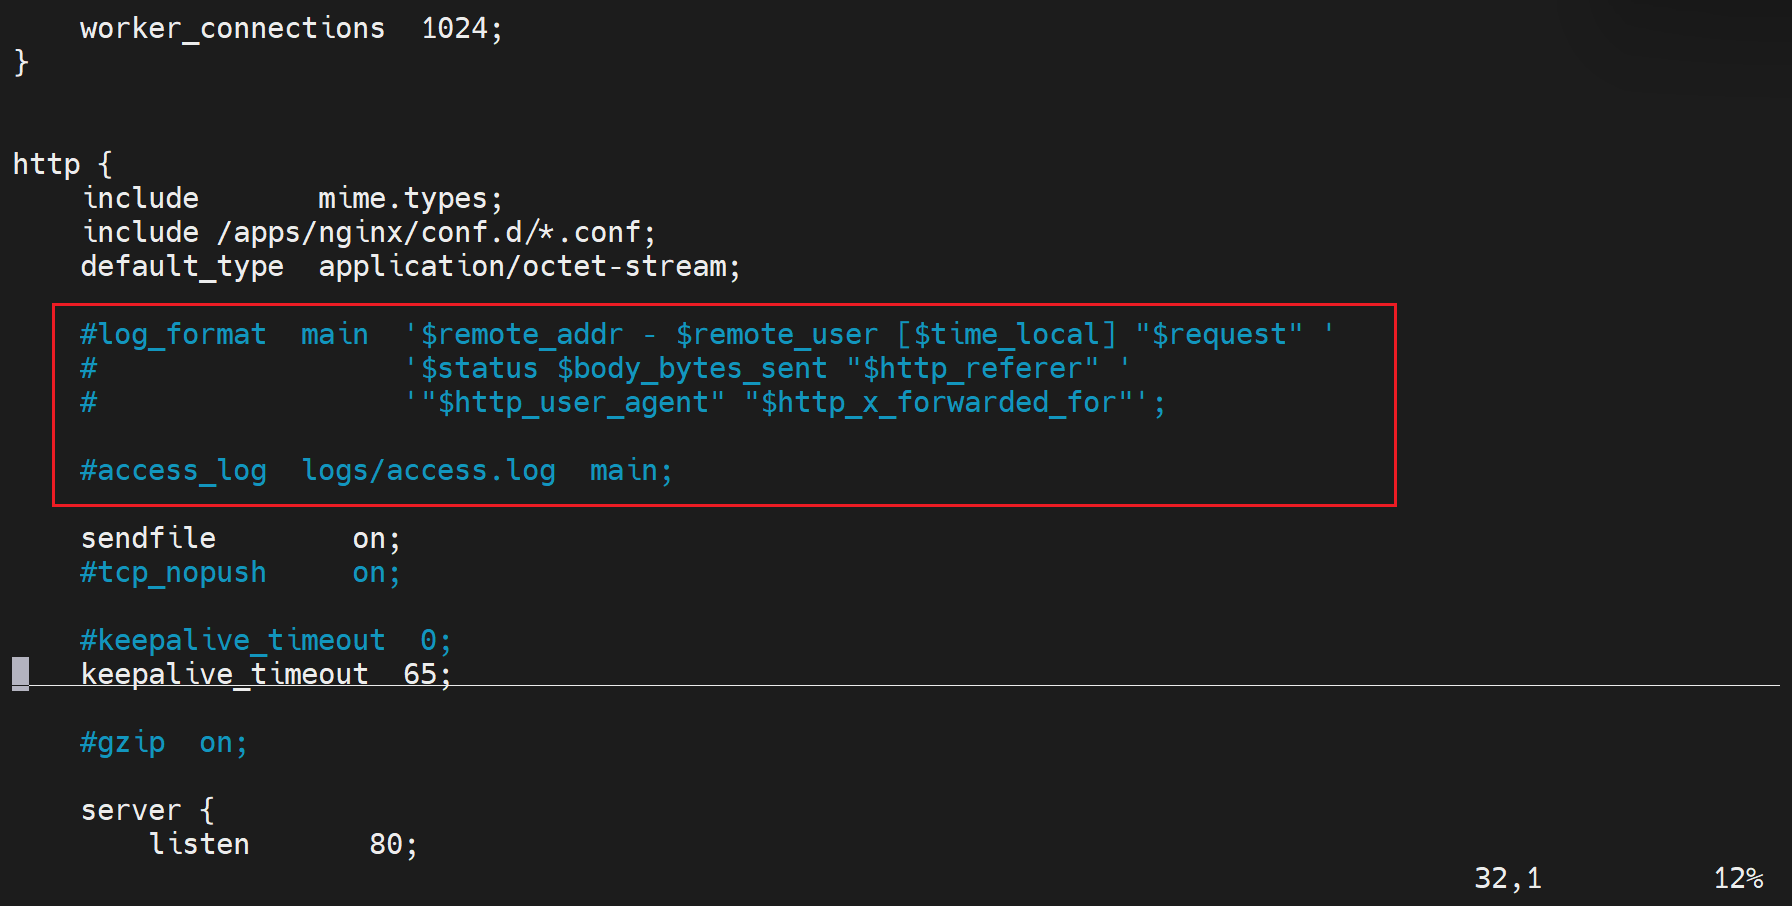 worker_connections  1024;
}
http {
include       mime.types;
include /apps/nginx/conf.d/*.conf;
default_type  application/octet-stream;
#log_format  main  '$remote_addr - $remote_user [$time_local] "$request" '
#                  '$status $body_bytes_sent "$http_referer" '
#                  '"$http_user_agent" "$http_x_forwarded_for"';
#access_log  logs/access.log  main;
sendfile        on;
#tcp_nopush     on;
#keepalive_timeout  0;
keepalive_timeout  65;
#gzip  on;
server {
listen       80;
32,1          12%